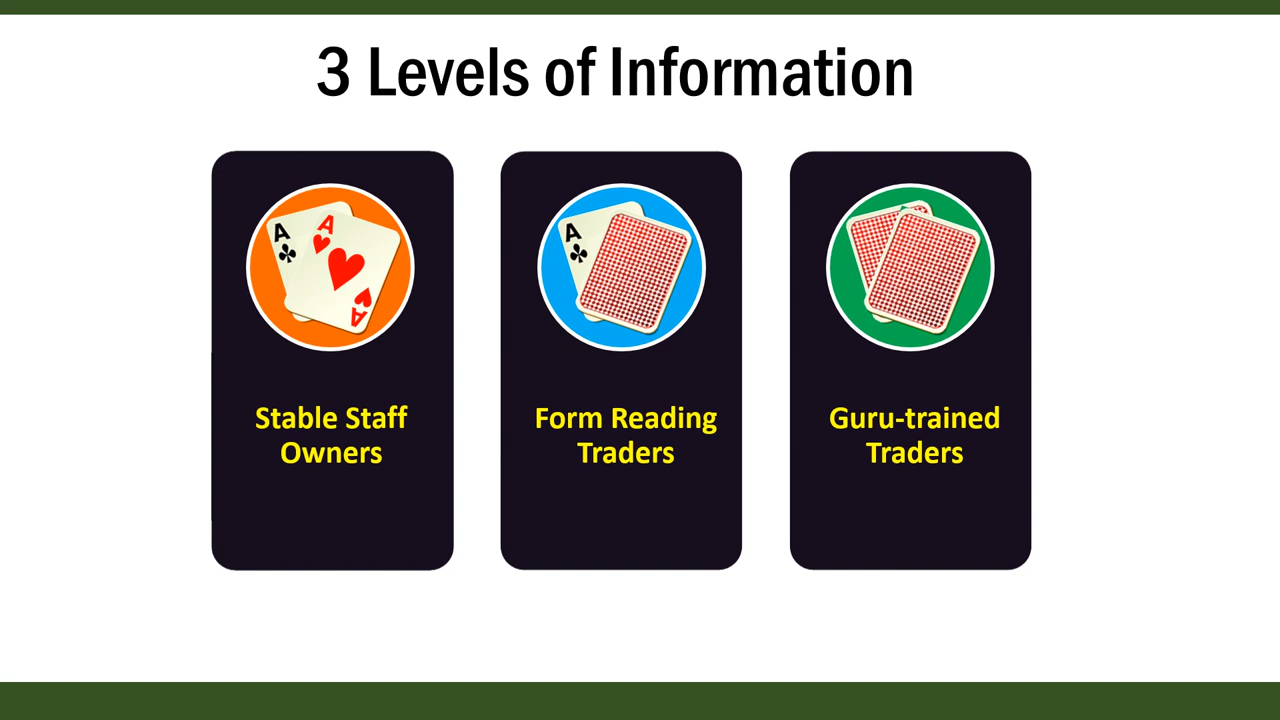 3 Levels of Information
A
A
A
Stable Staff
Owners
A
Form Reading
Traders
Guru-trained
Traders